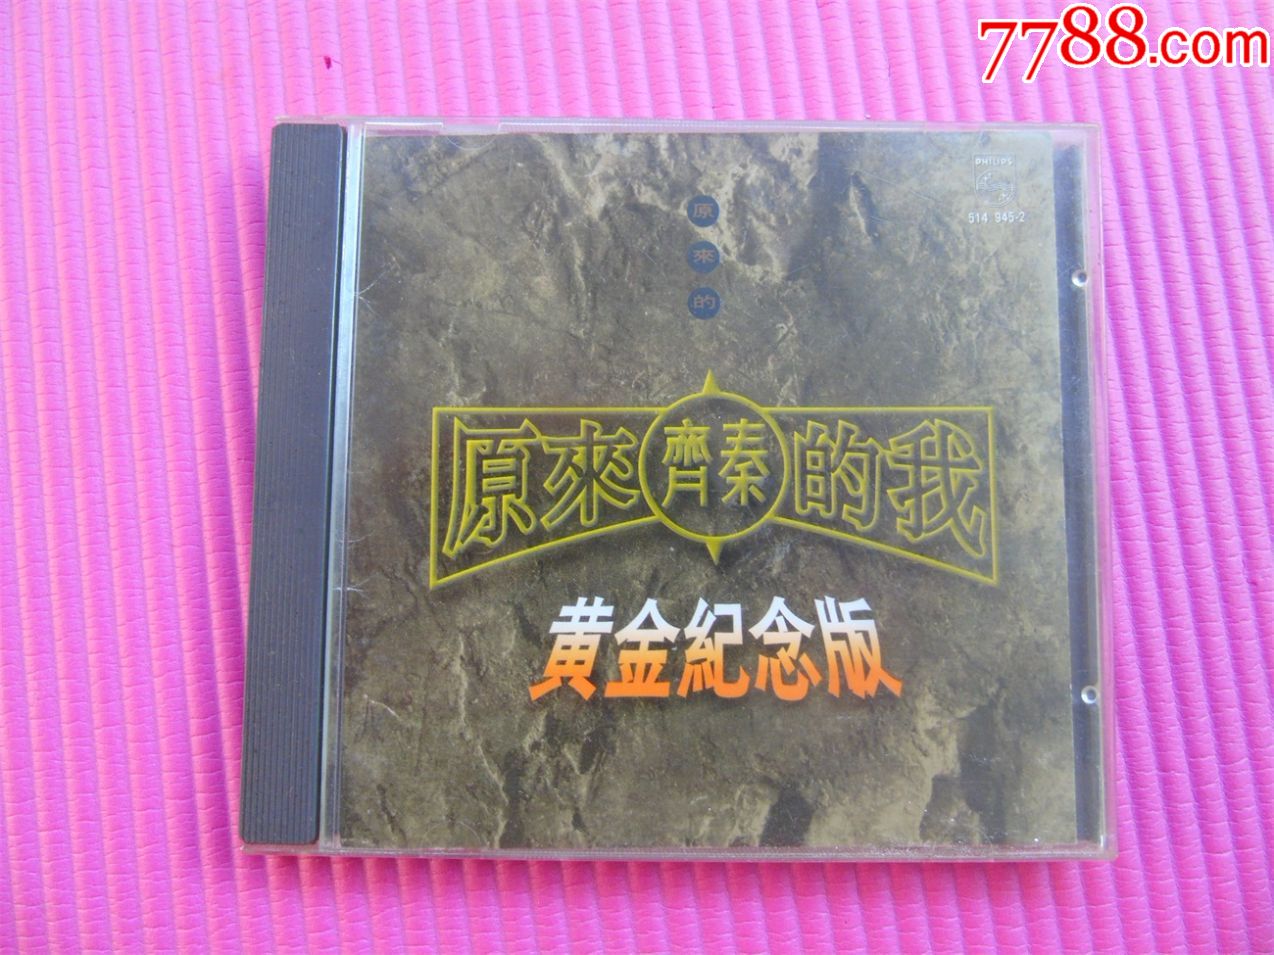 7788.com
PHILIPS
514 945-2
原
來
的
原來齊秦的我
黄金紀念版